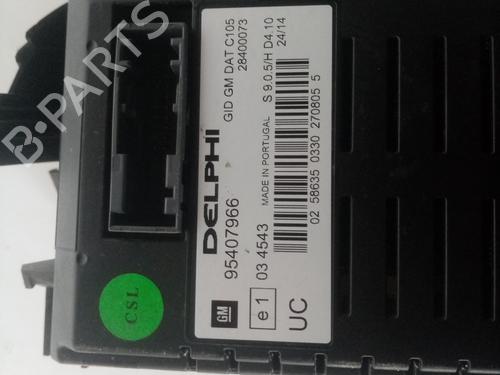 GM
95407966
DELPHI
GID GM DAT C105
28400073
e1
03 4543
MADE IN PORTUGAL
S 9.0.5/H D4.10
24/14
UC
02 58635 0330 270805 5
CSL
B-PARTS